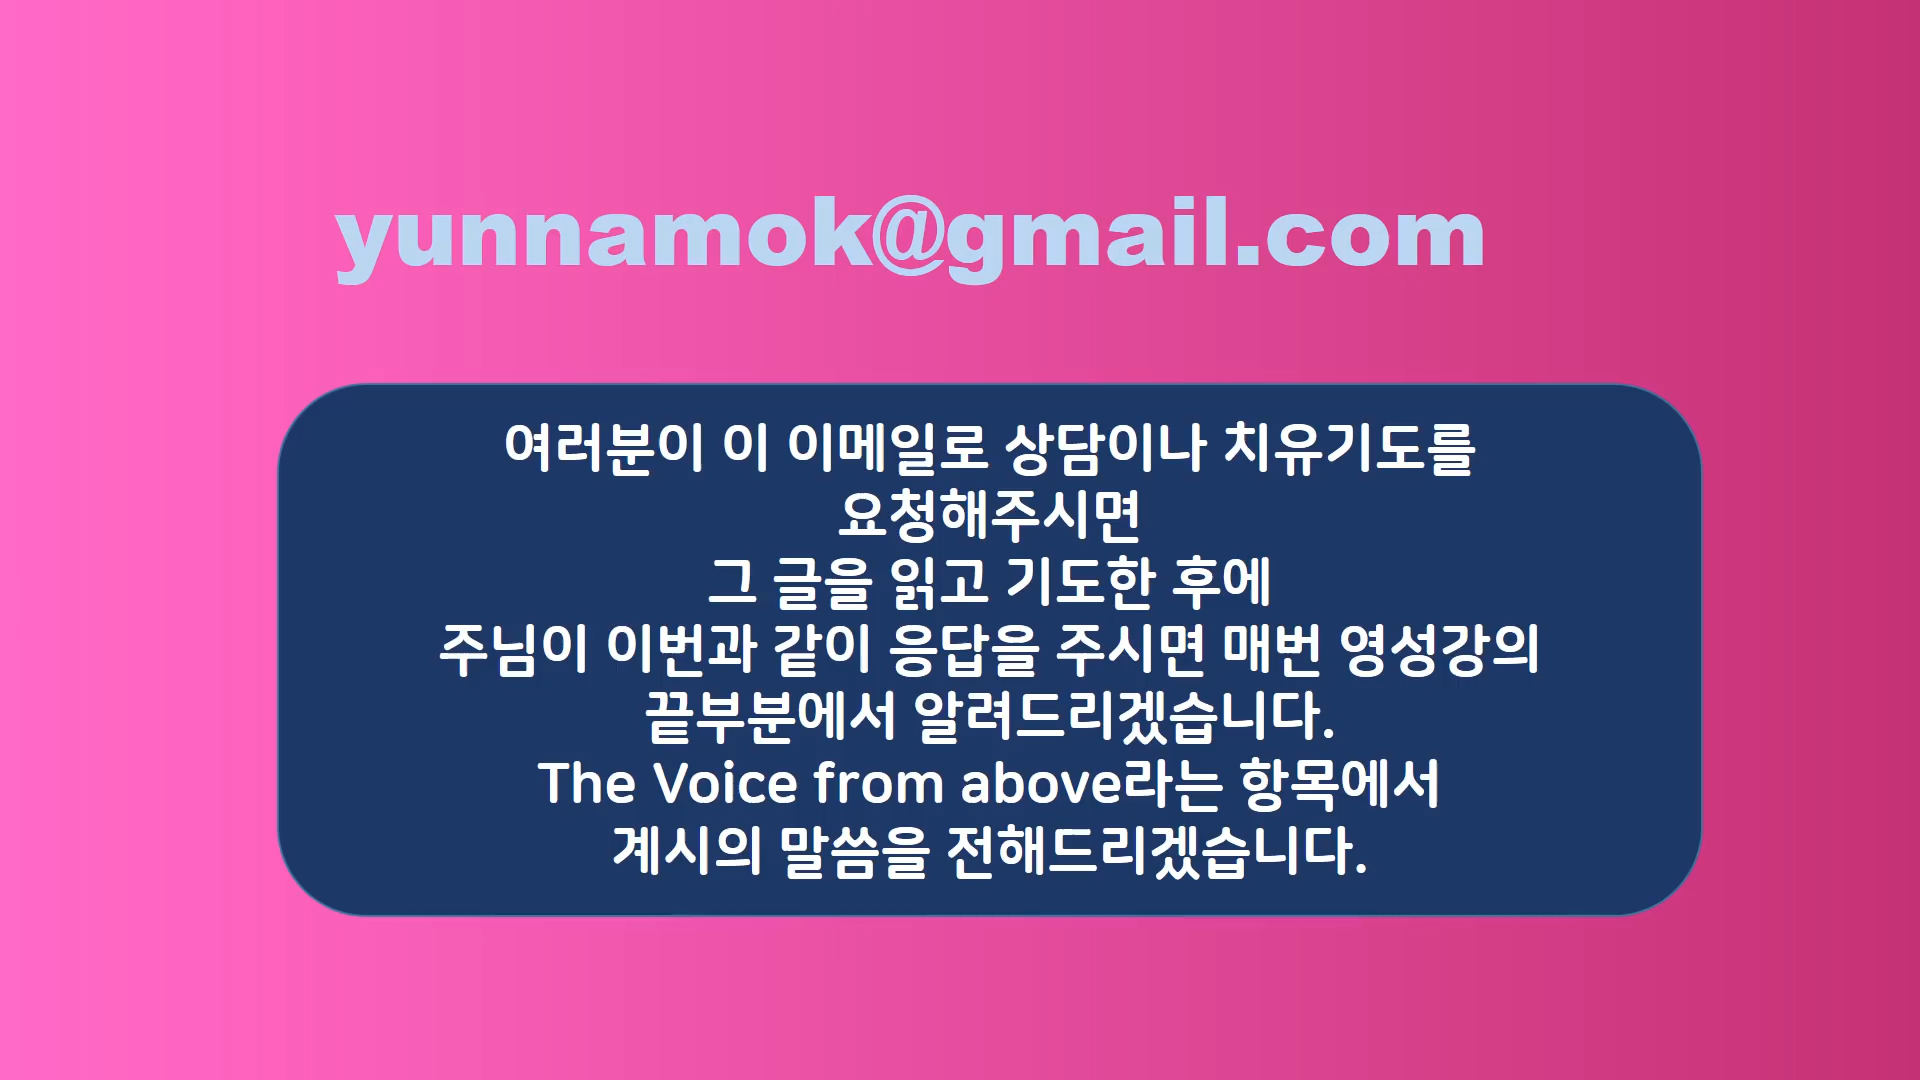 yunnamok@gmail.com
여러분이 이 이메일로 상담이나 치유기도를
요청해주시면
그 글을 읽고 기도한 후에
주님이 이번과 같이 응답을 주시면 매번 영성강의
끝부분에서 알려드리겠습니다.
The Voice from above라는 항목에서
계시의 말씀을 전해드리겠습니다.